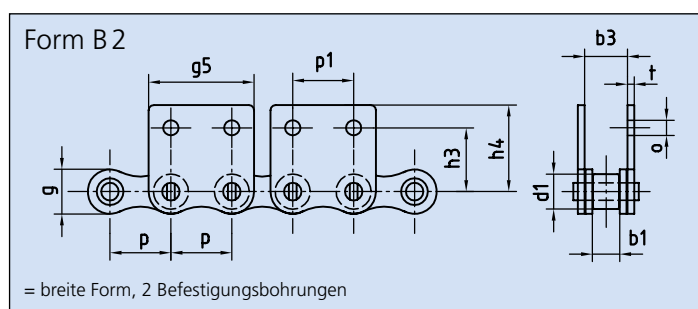 Form B 2
g5
p1
b3
t
h3
h4
o
g
d1
p
p
b1
= breite Form, 2 Befestigungsbohrungen